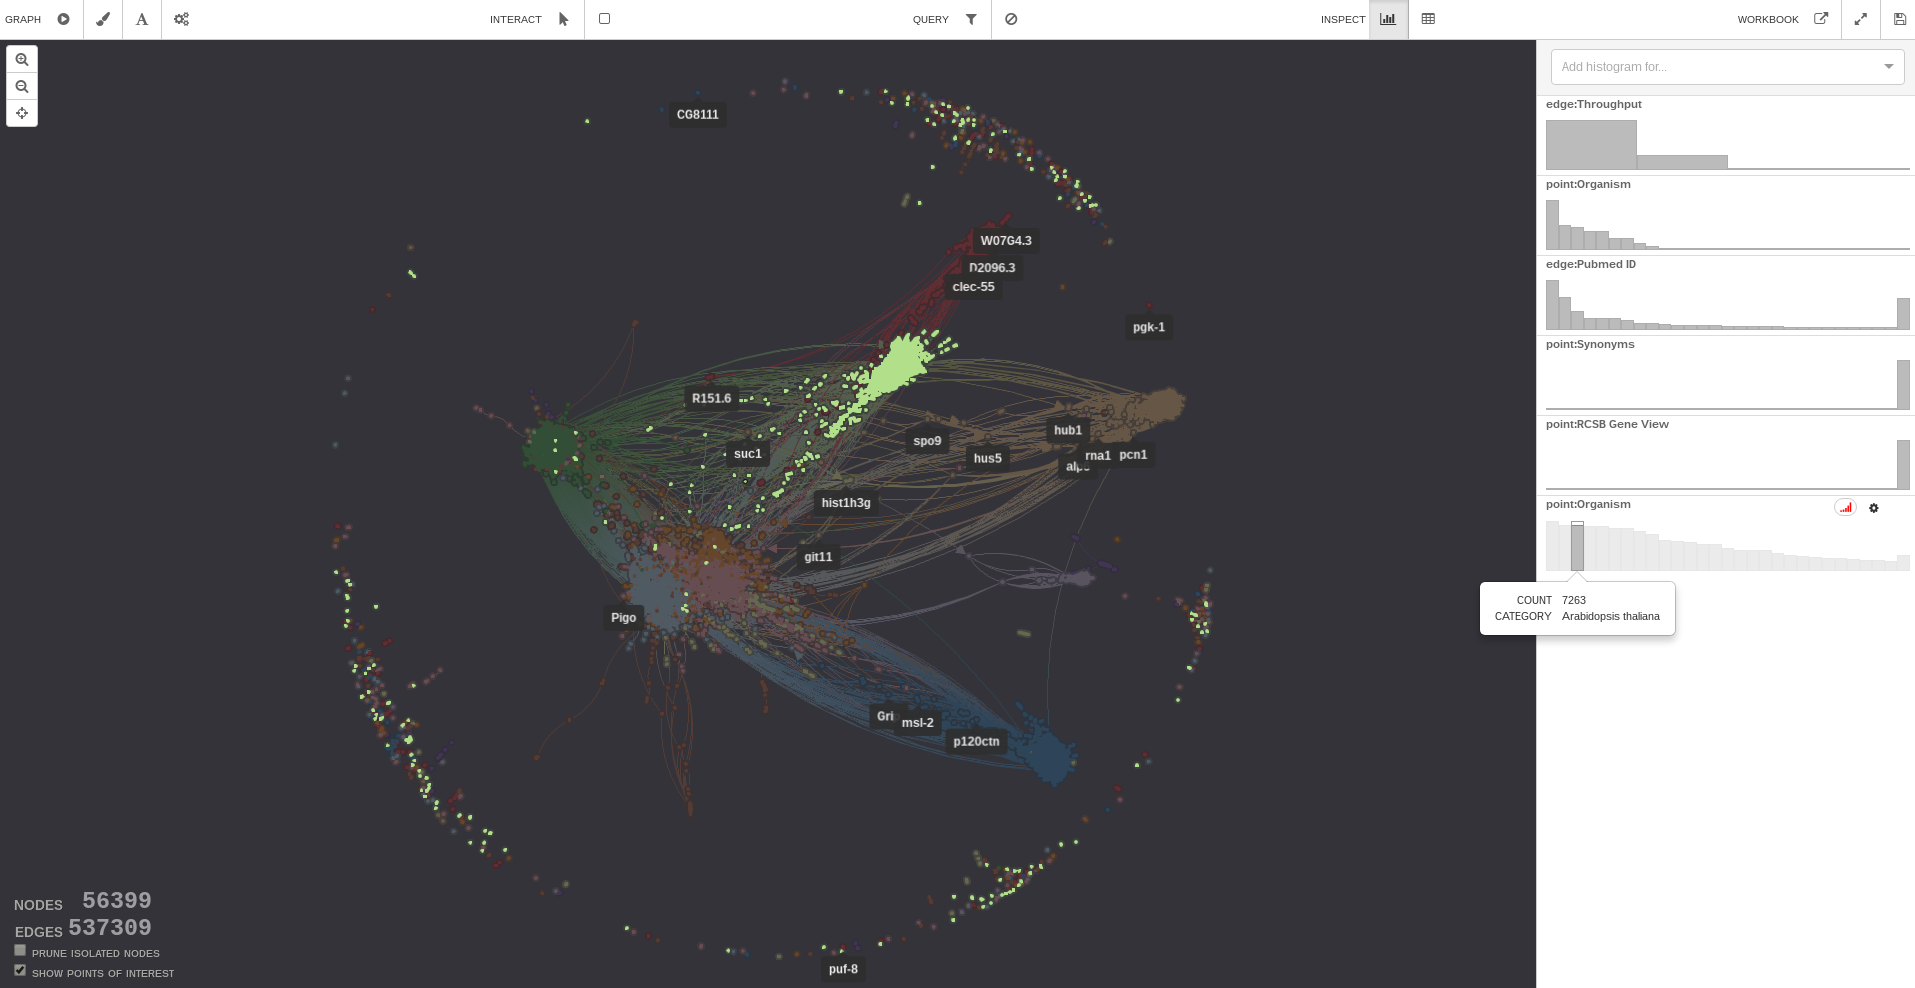 GRAPH
INTERACT
QUERY
INSPECT
WORKBOOK
Add histogram for...
edge:Throughput
point:Organism
edge:Pubmed ID
point:Synonyms
point:RCSB Gene View
point:Organism
COUNT 7263
CATEGORY Arabidopsis thaliana
CG8111
W07G4.3
D2096.3
clec-55
pgk-1
R151.6
hub1
spo9
suc1
rna1
pcn1
hus5
hist1h3g
git11
Pigo
Gri
msl-2
p120ctn
puf-8
NODES 56399
EDGES 537309
PRUNE ISOLATED NODES
SHOW POINTS OF INTEREST